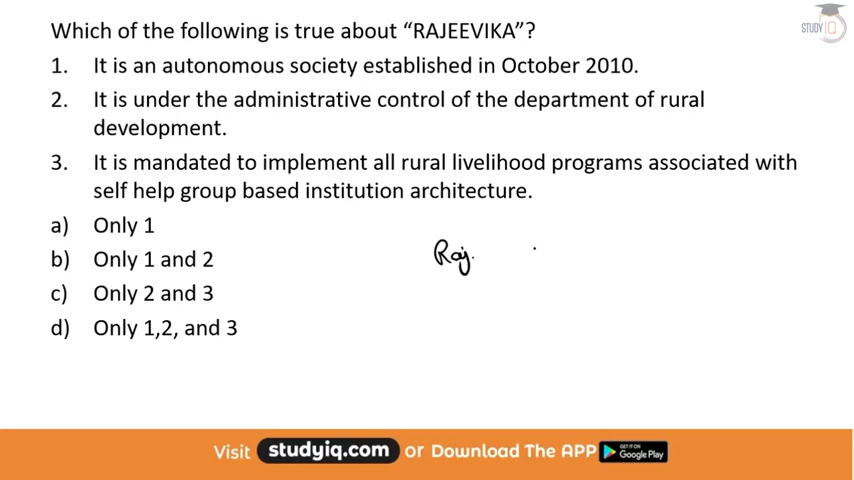 STUDY IQ
Which of the following is true about “RAJEEVIKA”?
1. It is an autonomous society established in October 2010.
2. It is under the administrative control of the department of rural
development.
3. It is mandated to implement all rural livelihood programs associated with
self help group based institution architecture.
a) Only 1
b) Only 1 and 2
Raj.
c) Only 2 and 3
d) Only 1,2, and 3
Visit studyiq.com or Download The APP GET IT ON Google Play